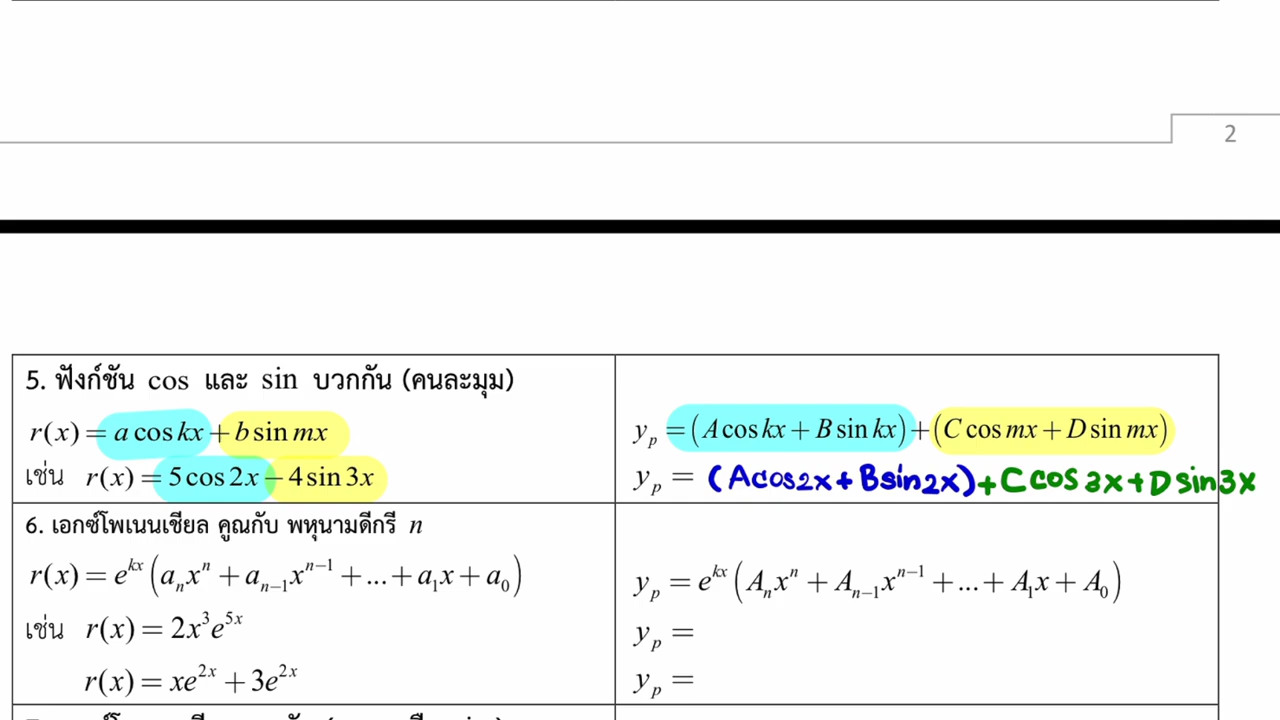 2
5. ฟังก์ชัน cos และ sin บวกกัน (คนละมุม)
r(x) = a cos kx + b sin mx
y_p = (A cos kx + B sin kx) + (C cos mx + D sin mx)
เช่น r(x) = 5 cos 2x − 4 sin 3x
y_p = (Acos2x + Bsin2x) + C cos 3x + D sin 3x
6. เอกซ์โพเนนเชียล คูณกับ พหุนามดีกรี n
r(x) = e^{kx} (a_n x^n + a_{n−1} x^{n−1} + ... + a_1 x + a_0)
y_p = e^{kx} (A_n x^n + A_{n−1} x^{n−1} + ... + A_1 x + A_0)
เช่น r(x) = 2x^3 e^{5x}
y_p =
r(x) = xe^{2x} + 3e^{2x}
y_p =